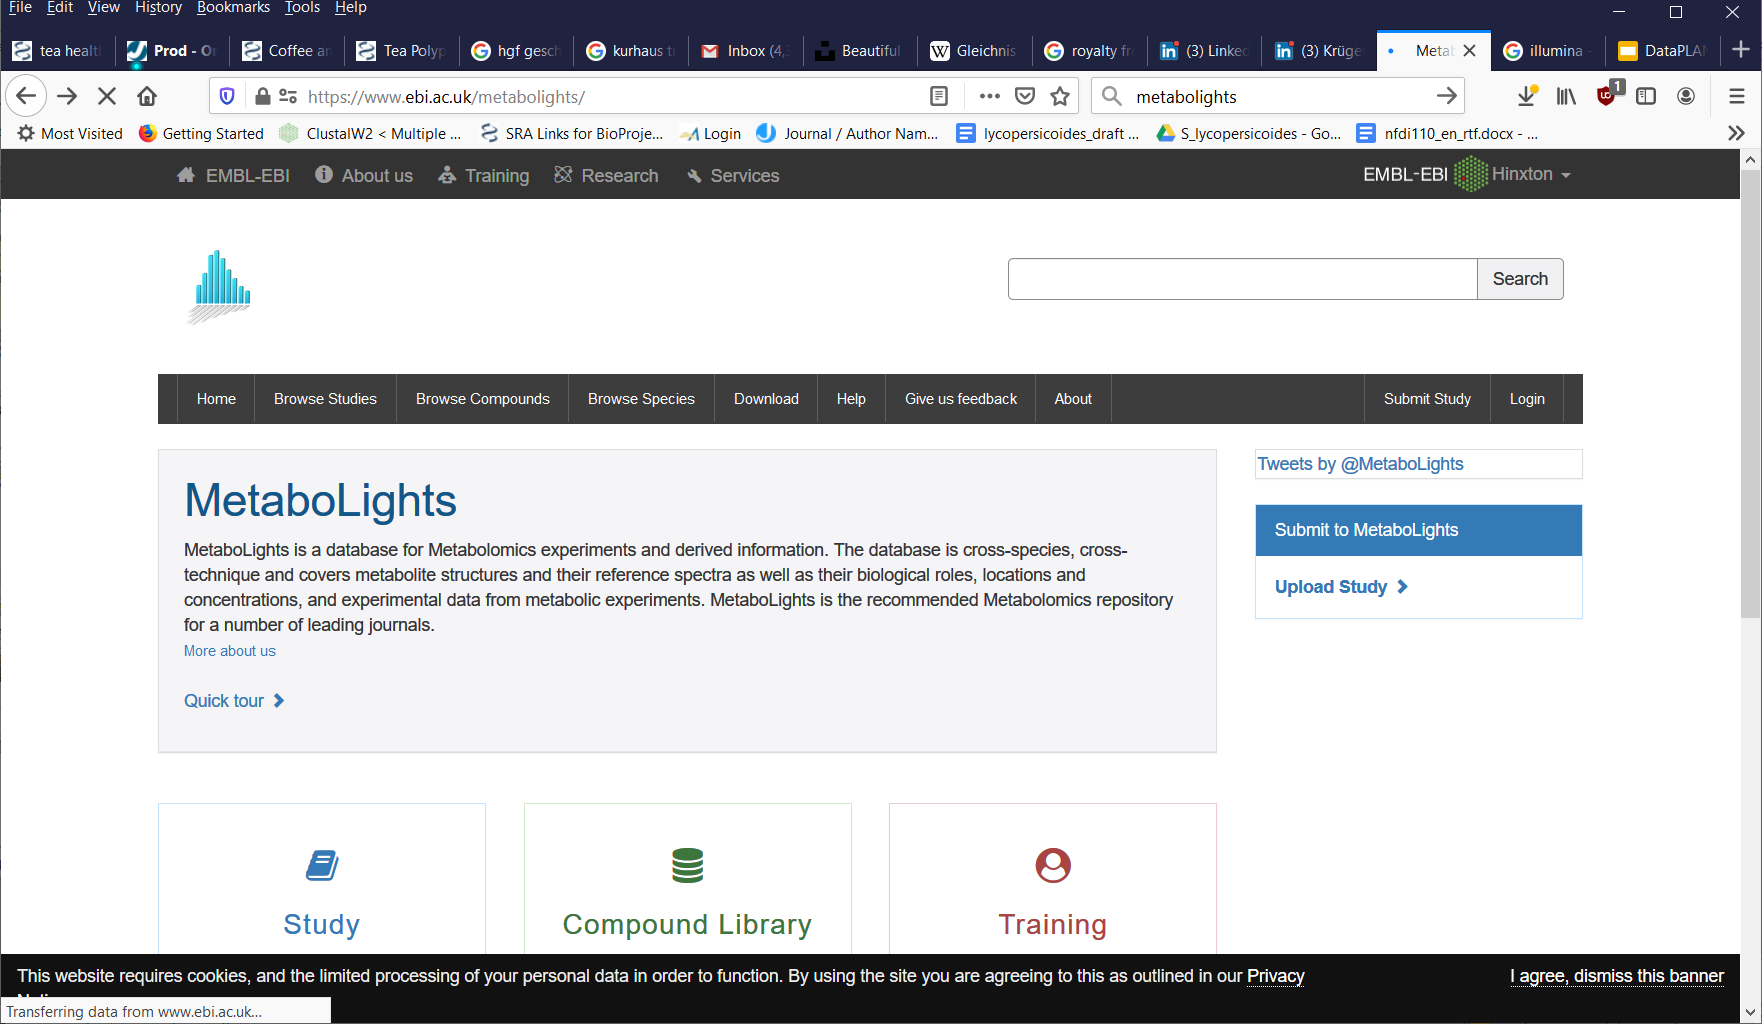 File Edit View History Bookmarks Tools Help
tea healt Prod - Or Coffee an Tea Polyp hgf gesch kurhaus tr Inbox (4,3 Beautiful Gleichnis royalty fr (3) Linked (3) Krüge Metab illumina - DataPLAN
https://www.ebi.ac.uk/metabolights/ metabolights 1
Most Visited Getting Started ClustalW2 < Multiple ... SRA Links for BioProje... Login Journal / Author Nam... lycopersicoides_draft ... S_lycopersicoides - Go... nfdi110_en_rtf.docx - ...
EMBL-EBI About us Training Research Services EMBL-EBI Hinxton
Search
Home Browse Studies Browse Compounds Browse Species Download Help Give us feedback About Submit Study Login
MetaboLights
MetaboLights is a database for Metabolomics experiments and derived information. The database is cross-species, cross-
technique and covers metabolite structures and their reference spectra as well as their biological roles, locations and
concentrations, and experimental data from metabolic experiments. MetaboLights is the recommended Metabolomics repository
for a number of leading journals.
More about us
Quick tour
Tweets by @MetaboLights
Submit to MetaboLights
Upload Study
Study Compound Library Training
This website requires cookies, and the limited processing of your personal data in order to function. By using the site you are agreeing to this as outlined in our Privacy
I agree, dismiss this banner
Transferring data from www.ebi.ac.uk...